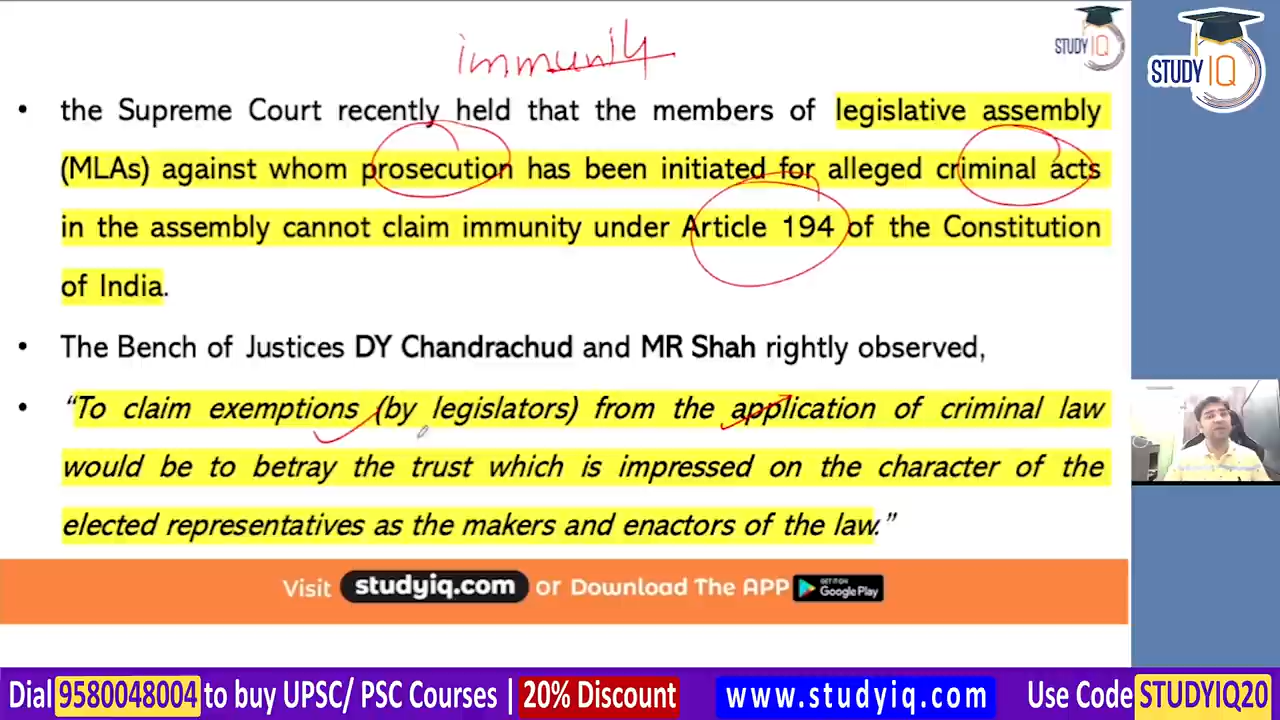 immunity
STUDY IQ
STUDY IQ
• the Supreme Court recently held that the members of legislative assembly
(MLAs) against whom prosecution has been initiated for alleged criminal acts
in the assembly cannot claim immunity under Article 194 of the Constitution
of India.
• The Bench of Justices DY Chandrachud and MR Shah rightly observed,
• “To claim exemptions (by legislators) from the application of criminal law
would be to betray the trust which is impressed on the character of the
elected representatives as the makers and enactors of the law.”
Visit studyiq.com or Download The APP GET IT ON Google Play
Dial 9580048004 to buy UPSC/ PSC Courses | 20% Discount www.studyiq.com Use Code STUDYIQ20